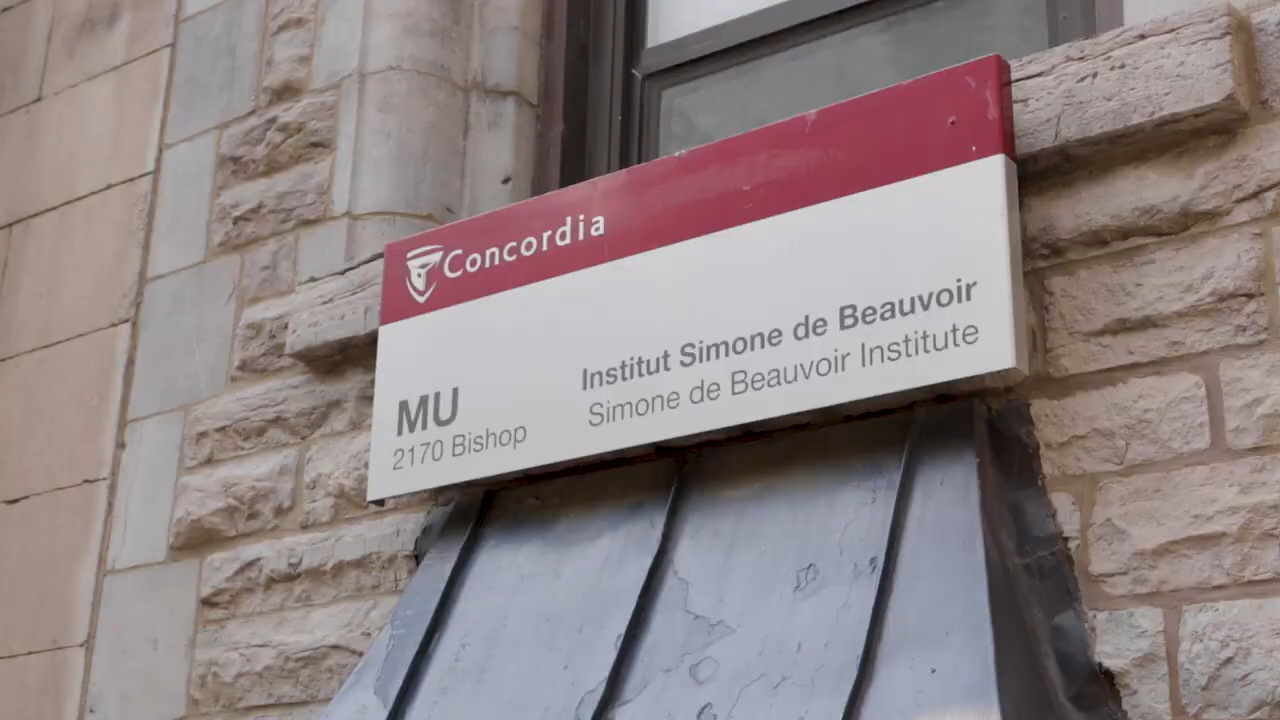 Concordia
Institut Simone de Beauvoir
Simone de Beauvoir Institute
MU
2170 Bishop